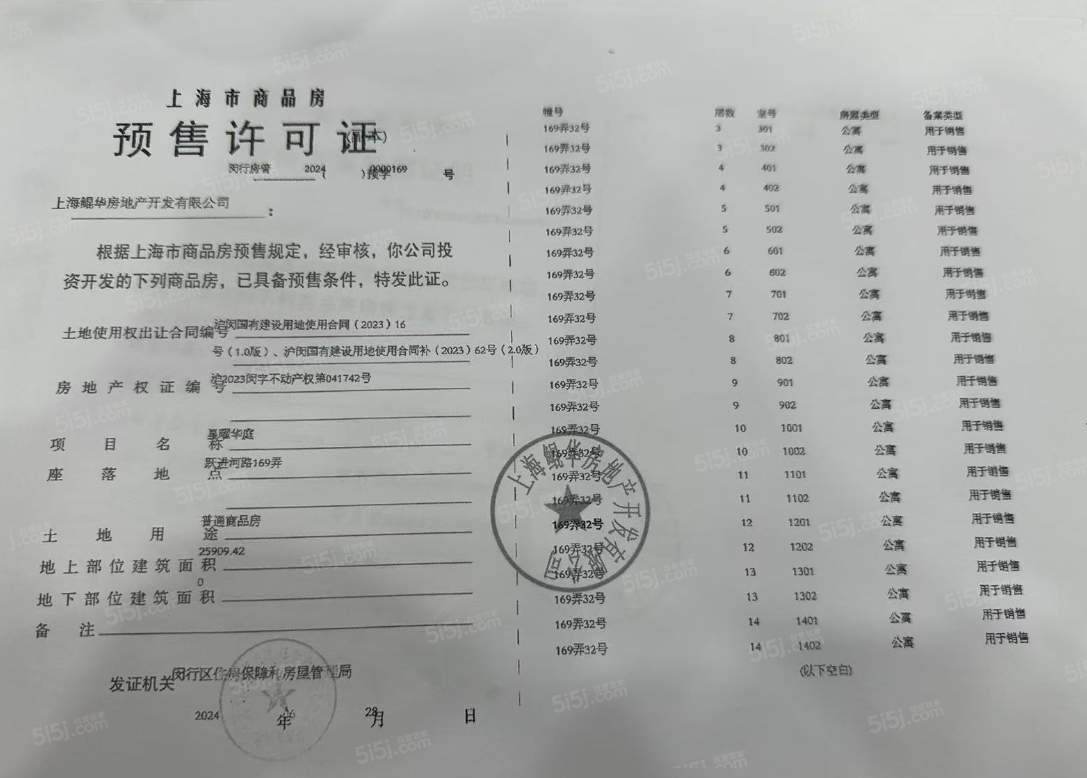 上海市商品房
预售许可证(副本)
闵行房管(2024)预字0000169号
上海鲲华房地产开发有限公司：
根据上海市商品房预售规定，经审核，你公司投
资开发的下列商品房，已具备预售条件，特发此证。
土地使用权出让合同编号 沪闵国有建设用地使用合同（2023）16
号（1.0版）、沪闵国有建设用地使用合同补（2023）62号（2.0版）
房地产权证编号 沪2023闵字不动产权第041742号
项目名称 曜华庭
座落地点 跃进河路169弄
土地用途 普通商品房
地上部位建筑面积 25909.42
地下部位建筑面积 0
备注
发证机关 闵行区住房保障和房屋管理局
2024年06月28日
幢号 层数 室号 房屋类型 备案类型
169弄32号 3 301 公寓 用于销售
169弄32号 3 302 公寓 用于销售
169弄32号 4 401 公寓 用于销售
169弄32号 4 402 公寓 用于销售
169弄32号 5 501 公寓 用于销售
169弄32号 5 502 公寓 用于销售
169弄32号 6 601 公寓 用于销售
169弄32号 6 602 公寓 用于销售
169弄32号 7 701 公寓 用于销售
169弄32号 7 702 公寓 用于销售
169弄32号 8 801 公寓 用于销售
169弄32号 8 802 公寓 用于销售
169弄32号 9 901 公寓 用于销售
169弄32号 9 902 公寓 用于销售
169弄32号 10 1001 公寓 用于销售
169弄32号 10 1002 公寓 用于销售
169弄32号 11 1101 公寓 用于销售
169弄32号 11 1102 公寓 用于销售
169弄32号 12 1201 公寓 用于销售
169弄32号 12 1202 公寓 用于销售
169弄32号 13 1301 公寓 用于销售
169弄32号 13 1302 公寓 用于销售
169弄32号 14 1401 公寓 用于销售
169弄32号 14 1402 公寓 用于销售
(以下空白)
上海鲲华房地产开发有限公司
5i5j.com